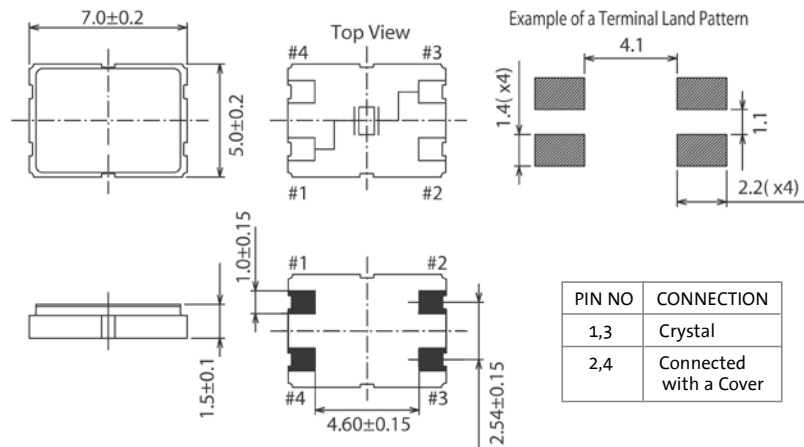 7.0±0.2
5.0±0.2
Top View
#4 #3
#1 #2
Example of a Terminal Land Pattern
4.1
1.4( x4)
1.1
2.2( x4)
1.5±0.1
#1 #2
1.0±0.15
#4 #3
4.60±0.15
2.54±0.15
PIN NO CONNECTION
1,3 Crystal
2,4 Connected
with a Cover